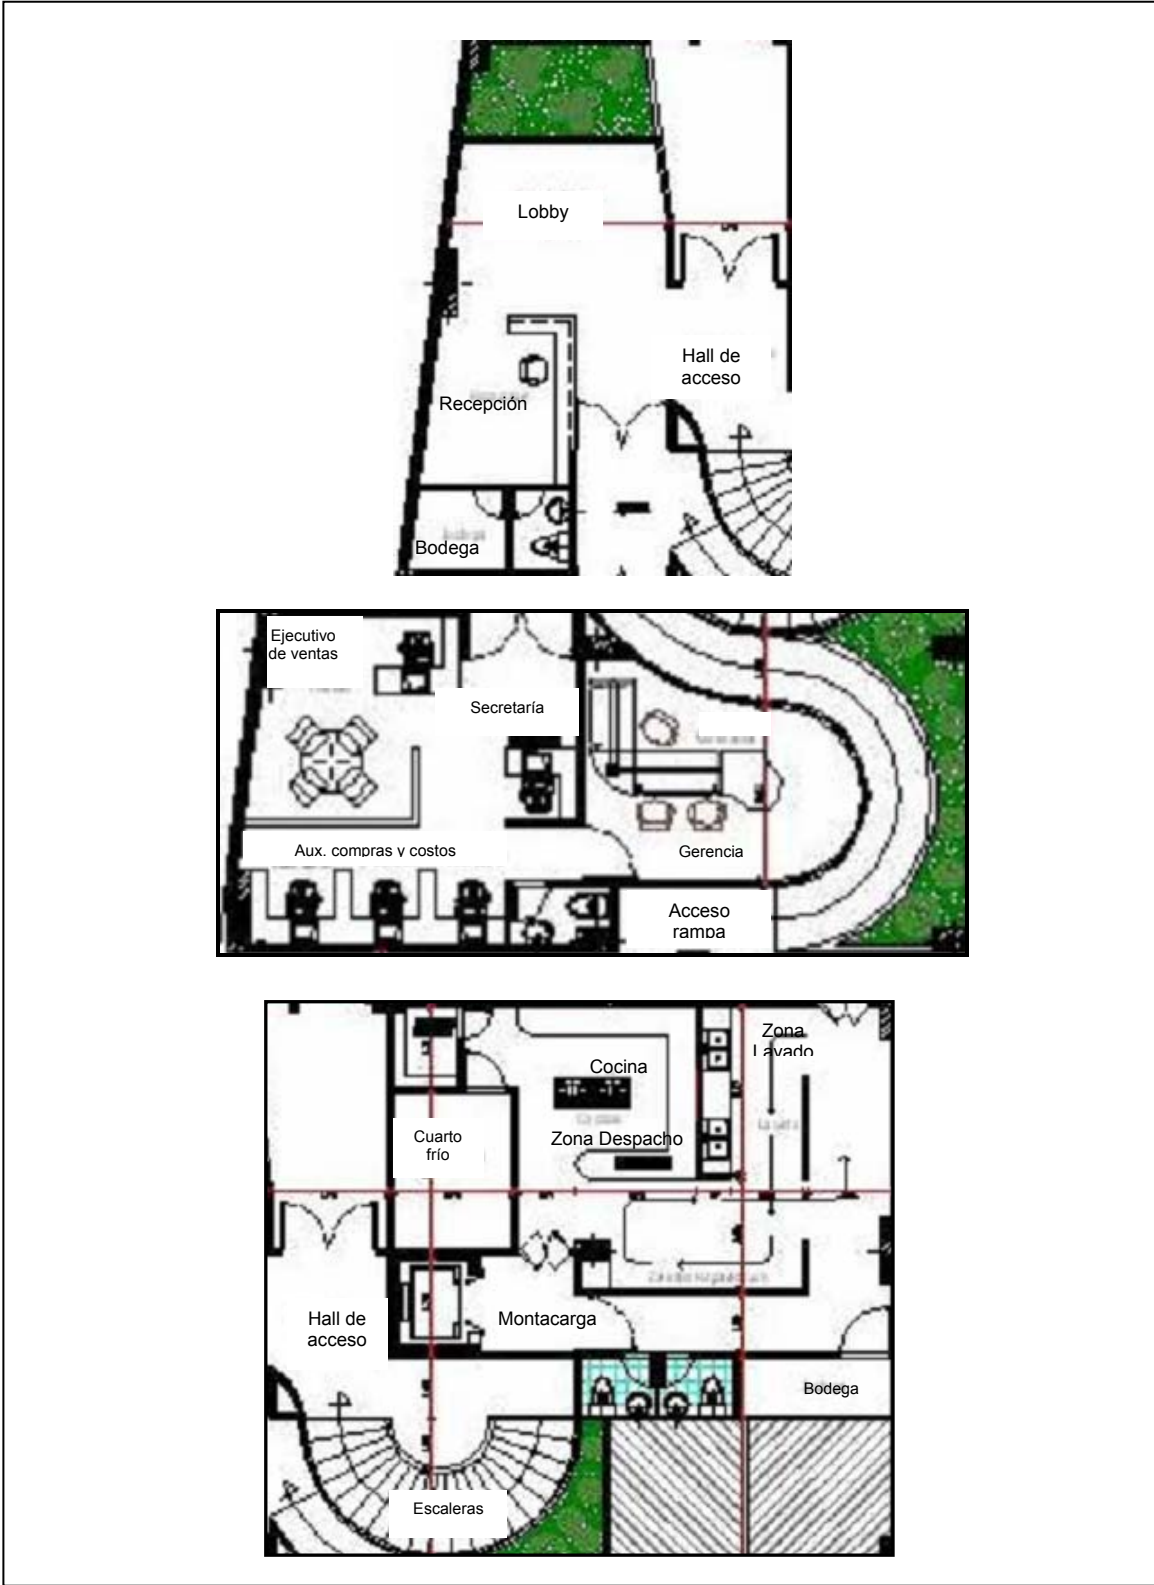 Lobby
Hall de
acceso
Recepción
Bodega
Ejecutivo
de ventas
Secretaría
Aux. compras y costos
Gerencia
Acceso
rampa
Zona
Lavado
Cocina
Cuarto
frío
Zona Despacho
Hall de
acceso
Montacarga
Bodega
Escaleras